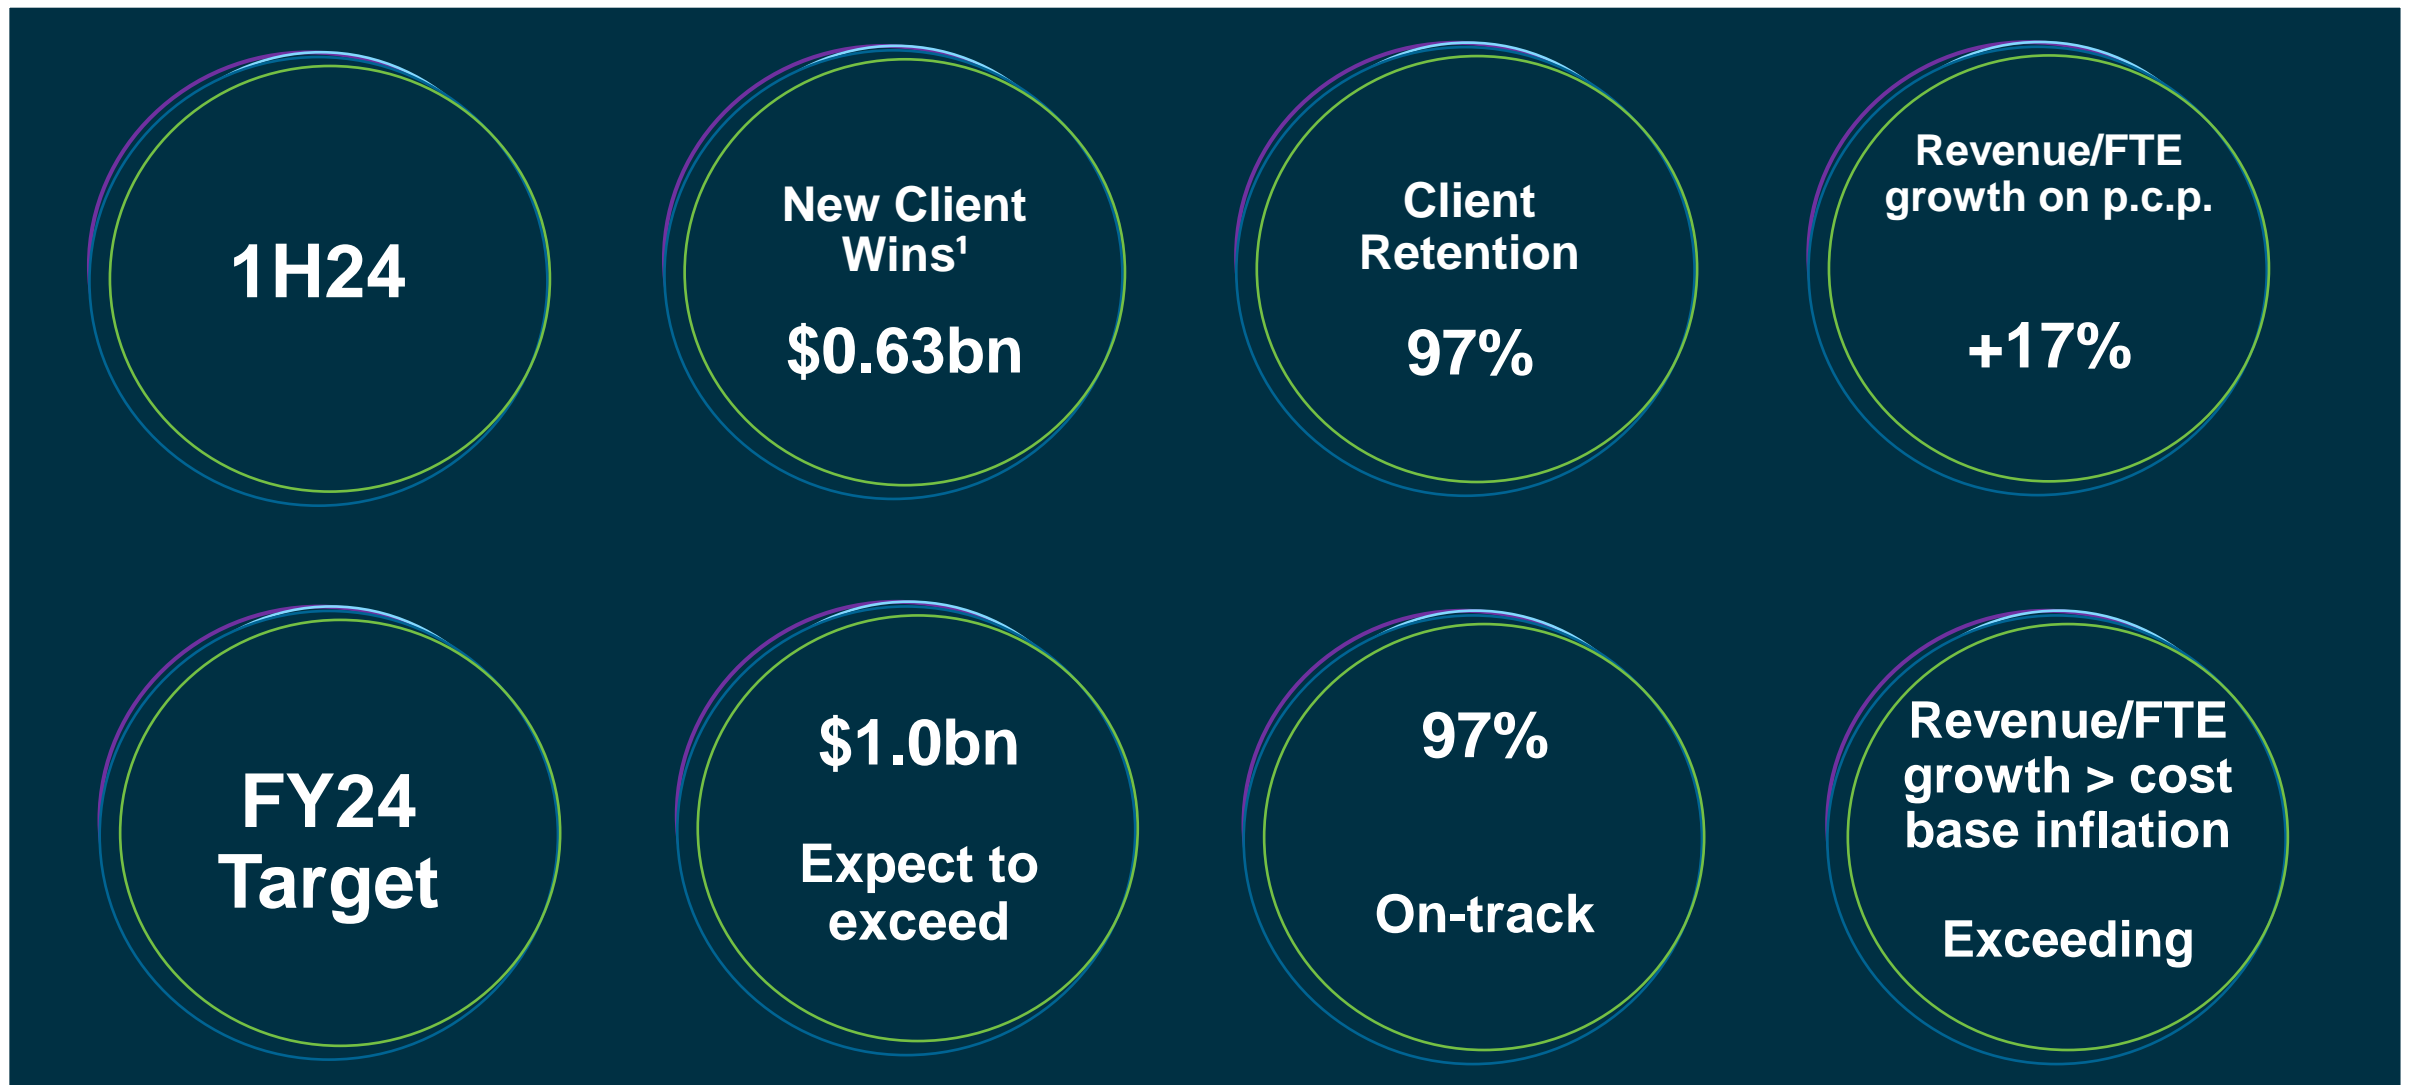 1H24
New Client
Wins¹
$0.63bn
Client
Retention
97%
Revenue/FTE
growth on p.c.p.
+17%
FY24
Target
$1.0bn
Expect to
exceed
97%
On-track
Revenue/FTE
growth > cost
base inflation
Exceeding